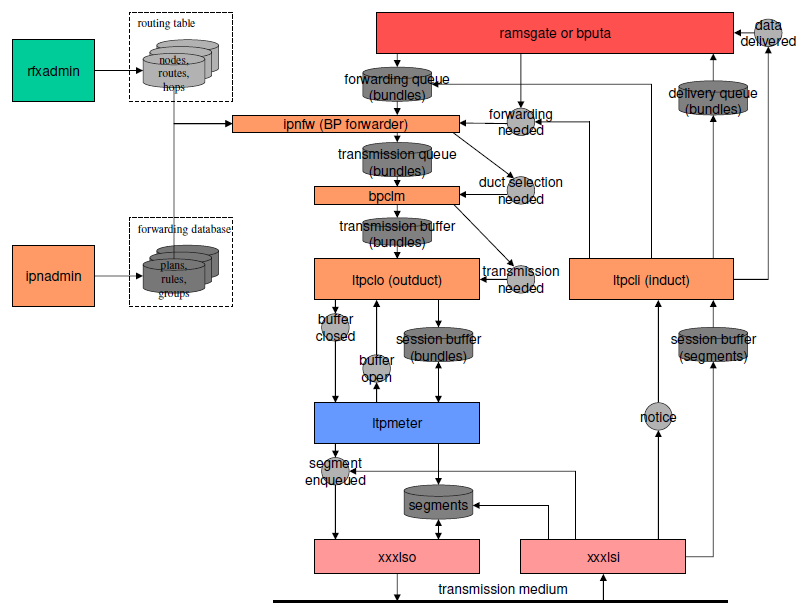 routing table
ramsgate or bputa
data
delivered
rfxadmin
nodes,
routes,
hops
forwarding queue
(bundles)
delivery queue
(bundles)
ipnfw (BP forwarder)
forwarding
needed
transmission queue
(bundles)
bpclm
duct selection
needed
forwarding database
transmission buffer
(bundles)
ipnadmin
plans,
rules,
groups
ltpclo (outduct)
transmission
needed
ltpcli (induct)
buffer
closed
buffer
open
session buffer
(bundles)
session buffer
(segments)
ltpmeter
notice
segment
enqueued
segments
xxxlso
xxxlsi
transmission medium